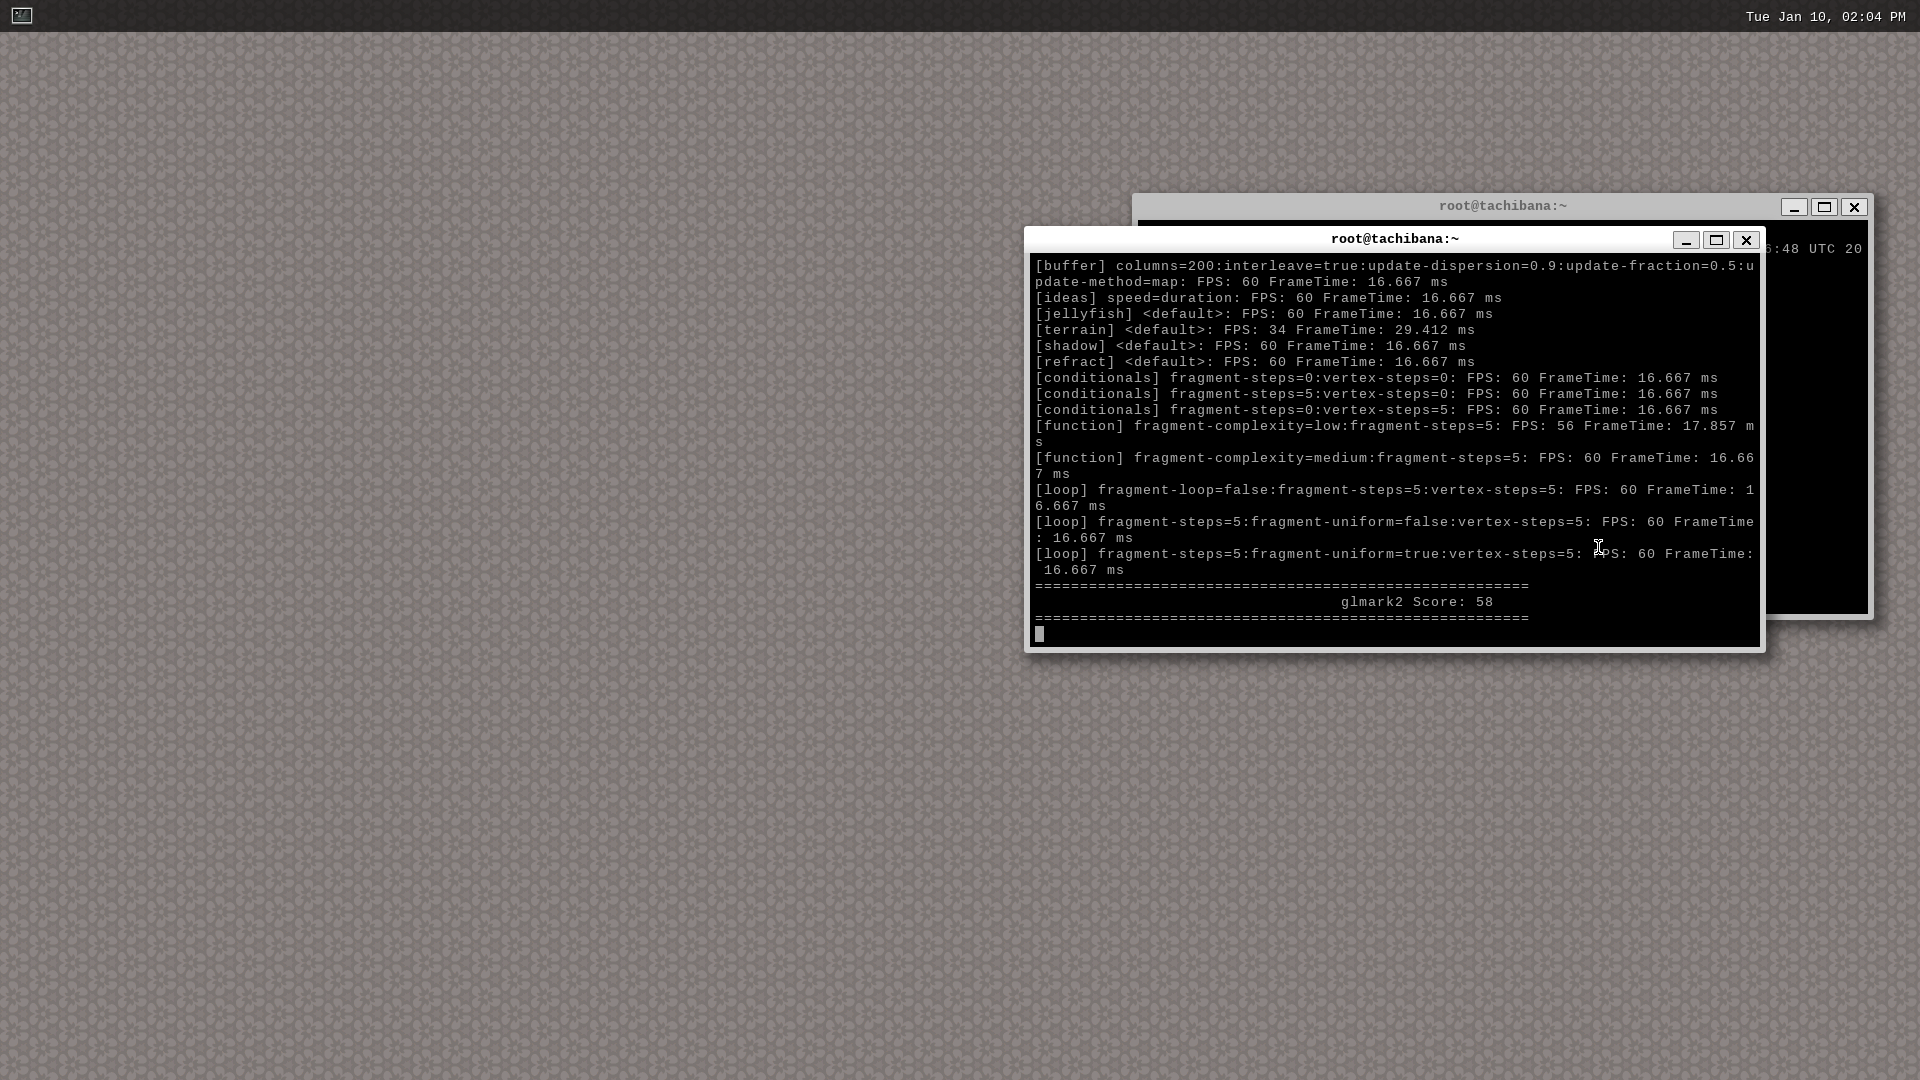 Tue Jan 10, 02:04 PM
root@tachibana:~
6:48 UTC 20
root@tachibana:~
[buffer] columns=200:interleave=true:update-dispersion=0.9:update-fraction=0.5:u
pdate-method=map: FPS: 60 FrameTime: 16.667 ms
[ideas] speed=duration: FPS: 60 FrameTime: 16.667 ms
[jellyfish] <default>: FPS: 60 FrameTime: 16.667 ms
[terrain] <default>: FPS: 34 FrameTime: 29.412 ms
[shadow] <default>: FPS: 60 FrameTime: 16.667 ms
[refract] <default>: FPS: 60 FrameTime: 16.667 ms
[conditionals] fragment-steps=0:vertex-steps=0: FPS: 60 FrameTime: 16.667 ms
[conditionals] fragment-steps=5:vertex-steps=0: FPS: 60 FrameTime: 16.667 ms
[conditionals] fragment-steps=0:vertex-steps=5: FPS: 60 FrameTime: 16.667 ms
[function] fragment-complexity=low:fragment-steps=5: FPS: 56 FrameTime: 17.857 m
s
[function] fragment-complexity=medium:fragment-steps=5: FPS: 60 FrameTime: 16.66
7 ms
[loop] fragment-loop=false:fragment-steps=5:vertex-steps=5: FPS: 60 FrameTime: 1
6.667 ms
[loop] fragment-steps=5:fragment-uniform=false:vertex-steps=5: FPS: 60 FrameTime
: 16.667 ms
[loop] fragment-steps=5:fragment-uniform=true:vertex-steps=5: FPS: 60 FrameTime:
 16.667 ms
=======================================================
glmark2 Score: 58
=======================================================